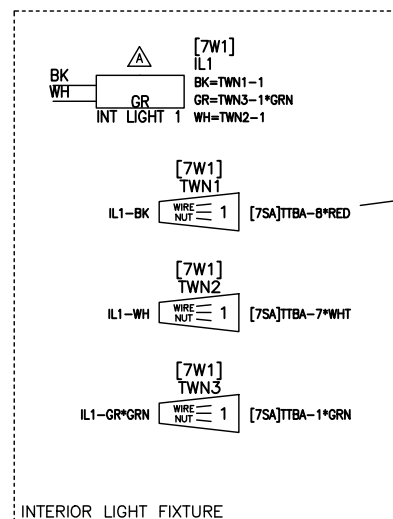 [7W1]
IL1
A
BK
WH
GR
INT LIGHT 1
BK=TWN1-1
GR=TWN3-1*GRN
WH=TWN2-1
[7W1]
TWN1
IL1-BK
WIRE
NUT
1
[7SA]TTBA-8*RED
[7W1]
TWN2
IL1-WH
WIRE
NUT
1
[7SA]TTBA-7*WHT
[7W1]
TWN3
IL1-GR*GRN
WIRE
NUT
1
[7SA]TTBA-1*GRN
INTERIOR LIGHT FIXTURE